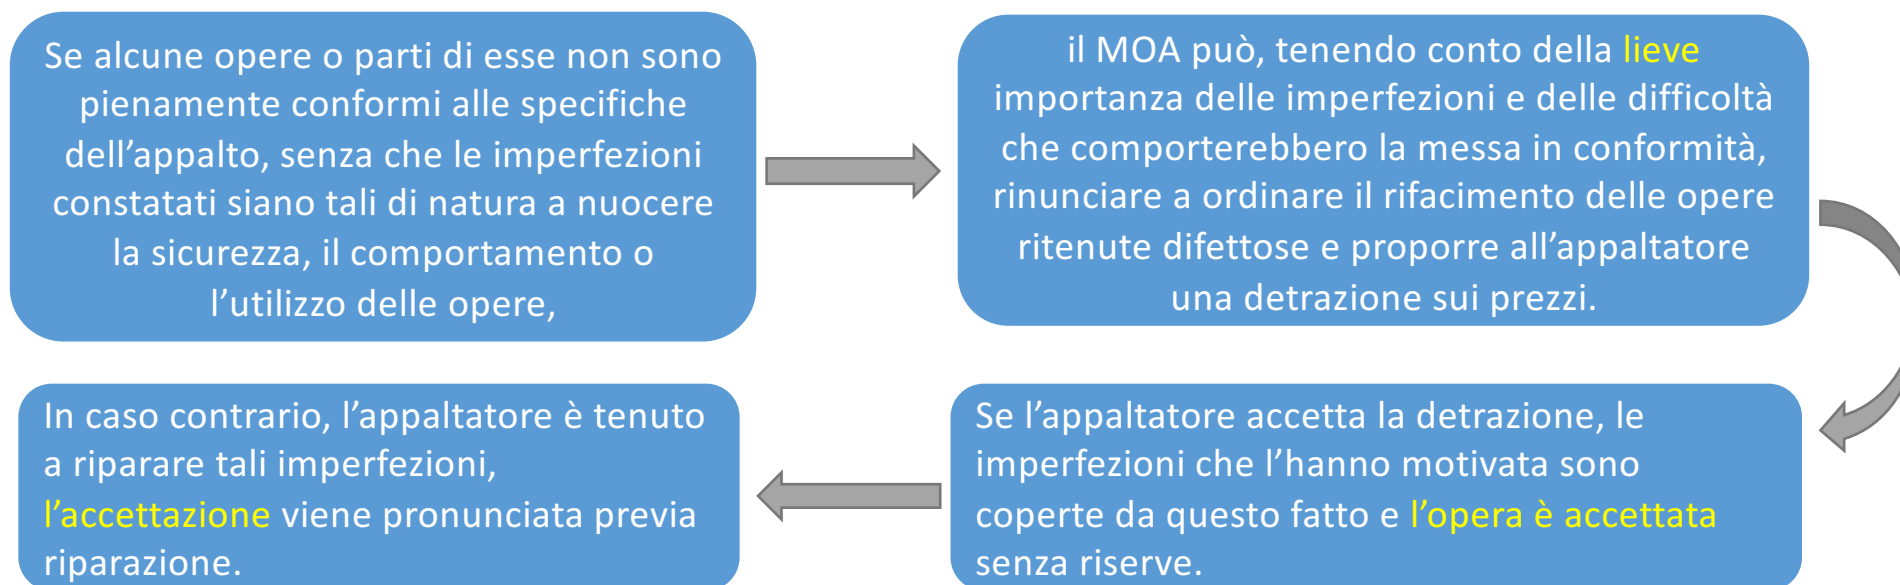 Se alcune opere o parti di esse non sono
pienamente conformi alle specifiche
dell’appalto, senza che le imperfezioni
constatati siano tali di natura a nuocere
la sicurezza, il comportamento o
l’utilizzo delle opere,
il MOA può, tenendo conto della lieve
importanza delle imperfezioni e delle difficoltà
che comporterebbero la messa in conformità,
rinunciare a ordinare il rifacimento delle opere
ritenute difettose e proporre all’appaltatore
una detrazione sui prezzi.
Se l’appaltatore accetta la detrazione, le
imperfezioni che l’hanno motivata sono
coperte da questo fatto e l’opera è accettata
senza riserve.
In caso contrario, l’appaltatore è tenuto
a riparare tali imperfezioni,
l’accettazione viene pronunciata previa
riparazione.